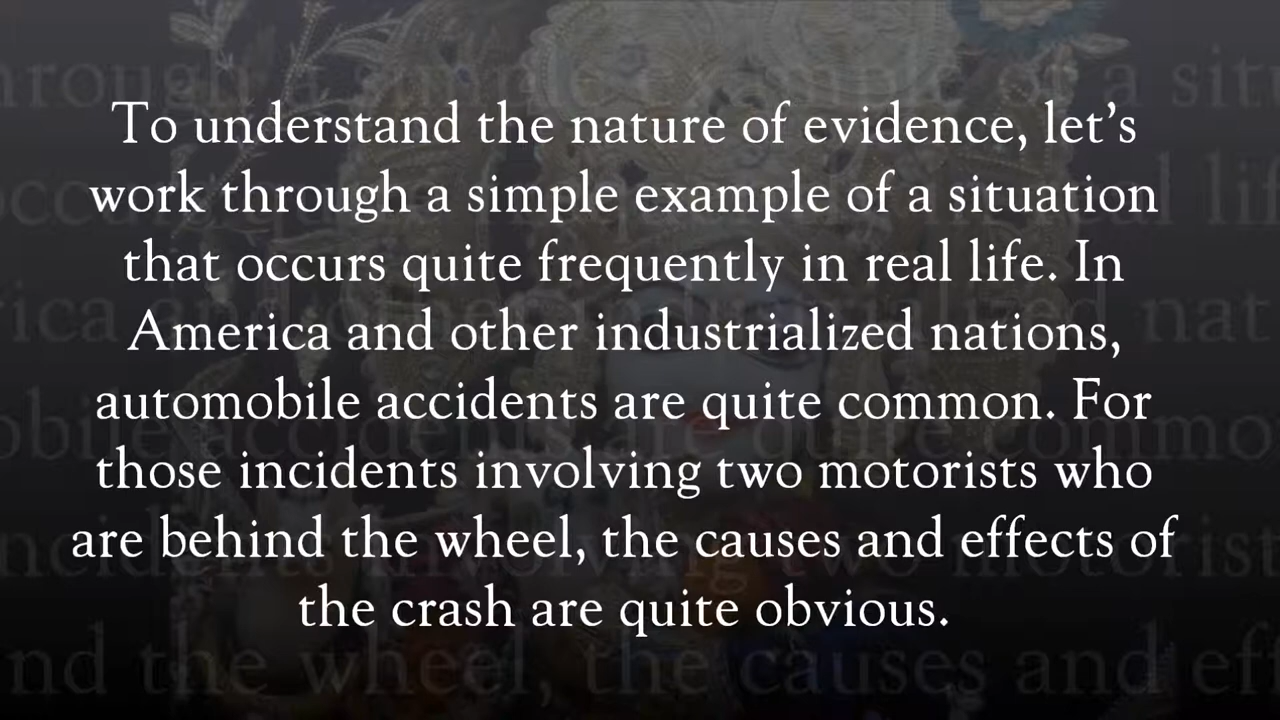 To understand the nature of evidence, let's
work through a simple example of a situation
that occurs quite frequently in real life. In
America and other industrialized nations,
automobile accidents are quite common. For
those incidents involving two motorists who
are behind the wheel, the causes and effects of
the crash are quite obvious.